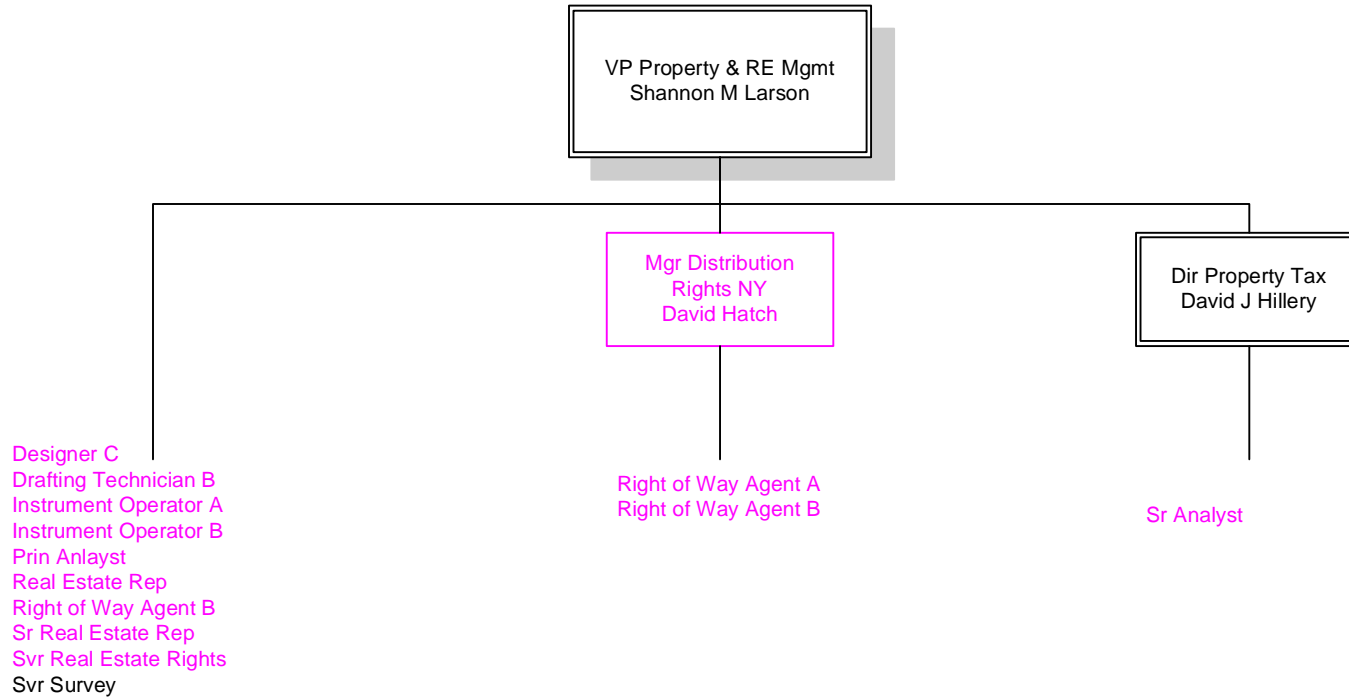 VP Property & RE Mgmt
Shannon M Larson
Mgr Distribution
Rights NY
David Hatch
Dir Property Tax
David J Hillery
Designer C
Drafting Technician B
Instrument Operator A
Instrument Operator B
Prin Anlayst
Real Estate Rep
Right of Way Agent B
Sr Real Estate Rep
Svr Real Estate Rights
Svr Survey
Right of Way Agent A
Right of Way Agent B
Sr Analyst